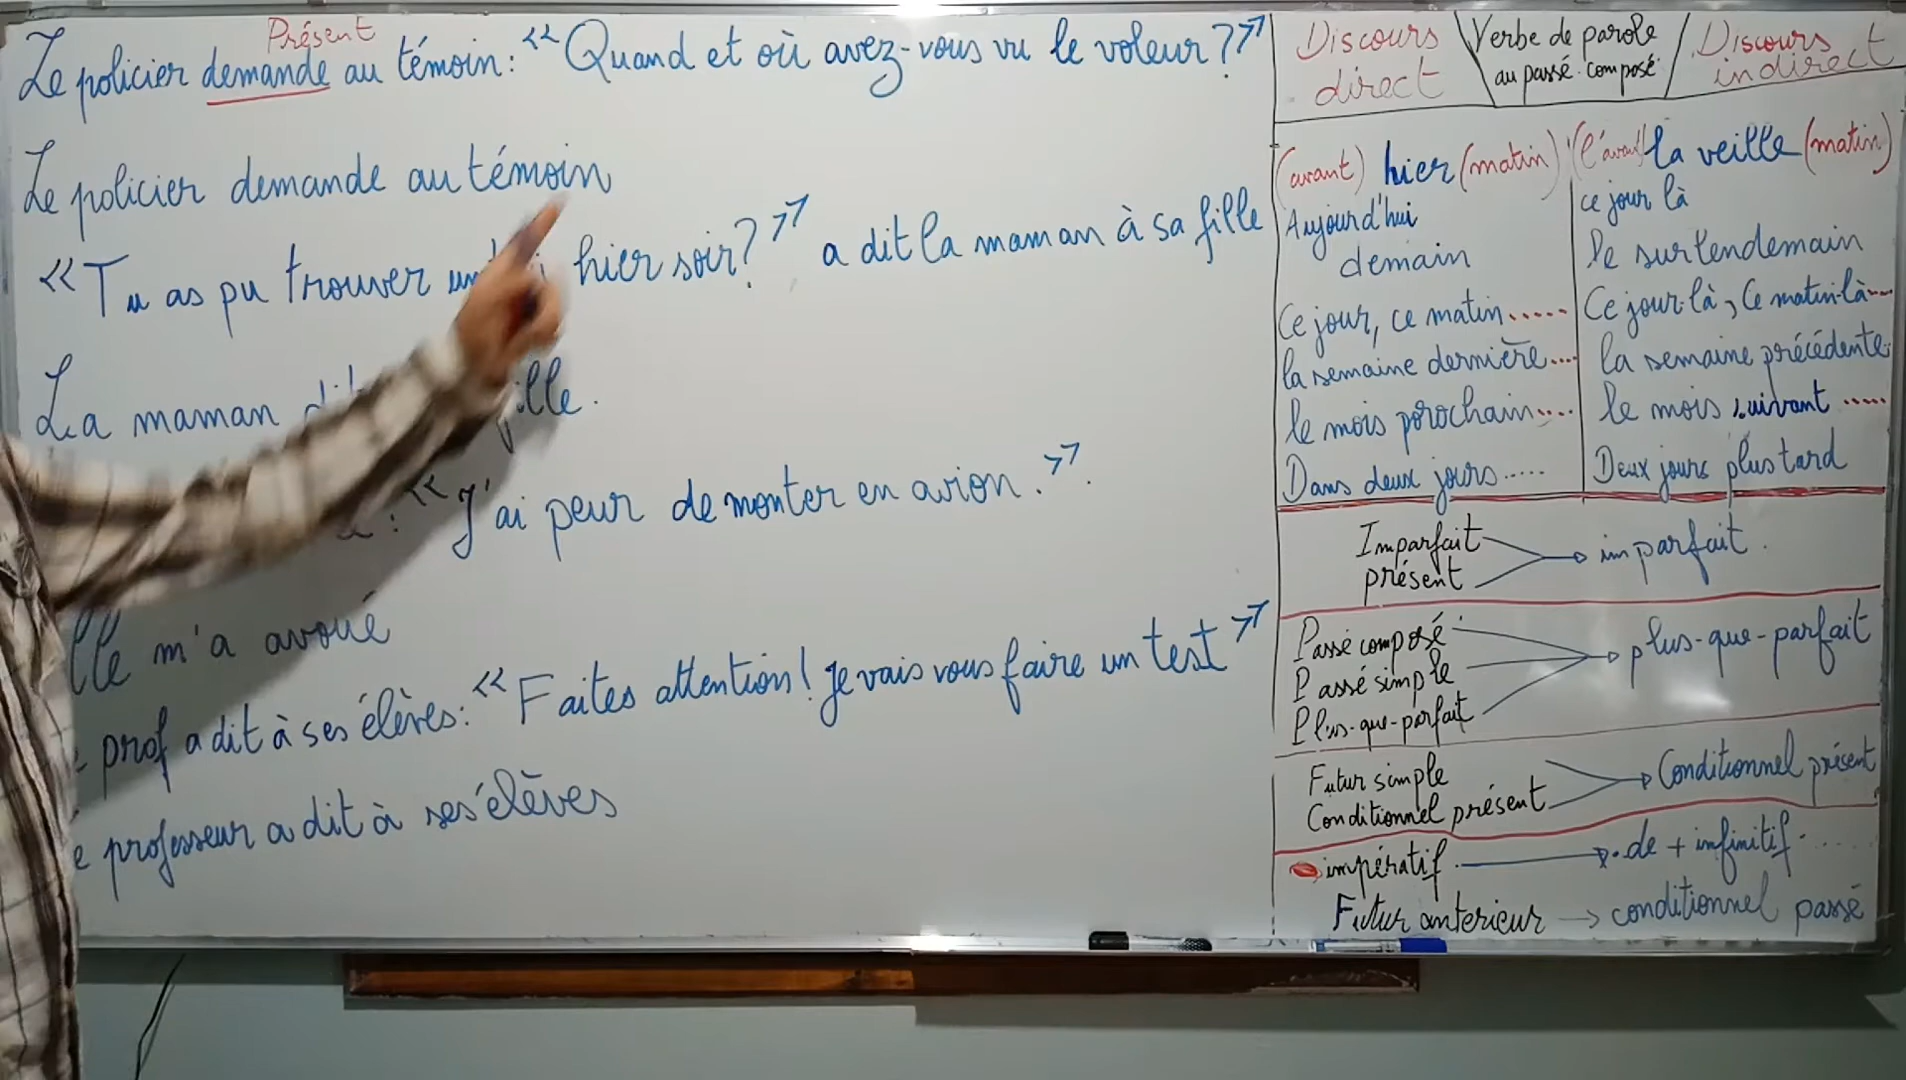 Présent
Le policier demande au témoin: << Quand et où avez-vous vu le voleur ? >>
Le policier demande au témoin
<< Tu as pu trouver hier soir ? >> a dit la maman à sa fille
La maman fille.
: << J'ai peur de monter en avion. >>.
m'a avoué
prof a dit à ses élèves: << Faites attention ! je vais vous faire un test >>
professeur a dit à ses élèves
Discours direct
Verbe de parole au passé-composé
Discours indirect
(avant) hier (matin)
(l'avant) la veille (matin)
Aujourd'hui
ce jour là
demain
le surlendemain
Ce jour, ce matin......
Ce jour-là, Ce matin-là....
la semaine dernière....
la semaine précédente.
le mois porochain....
le mois suivant .....
Dans deux jours.....
Deux jours plus tard
Imparfait
présent
imparfait.
Passé composé
Passé simple
Plus-que-parfait
plus-que-parfait
Futur simple
Conditionnel présent
Conditionnel présent
impératif
.de + infinitif.....
Futur anterieur → conditionnel passé